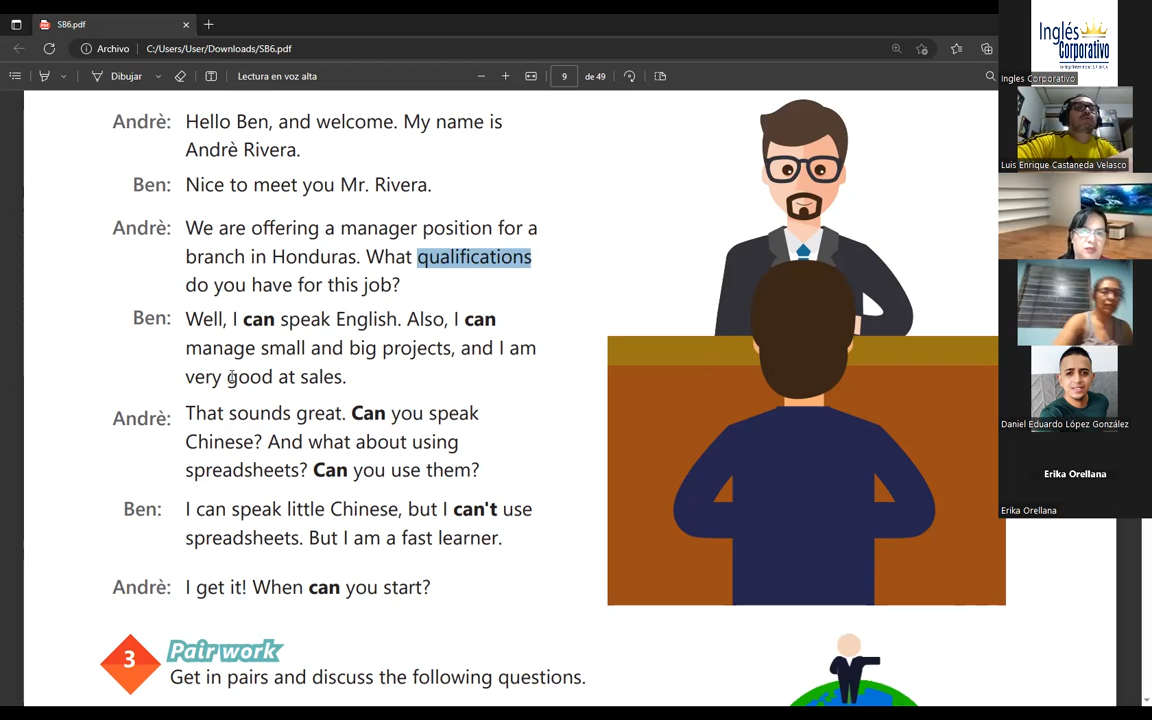 SB6.pdf
Archivo C:/Users/User/Downloads/SB6.pdf
Dibujar Lectura en voz alta 9 de 49
Andrè: Hello Ben, and welcome. My name is
Andrè Rivera.
Ben: Nice to meet you Mr. Rivera.
Andrè: We are offering a manager position for a
branch in Honduras. What qualifications
do you have for this job?
Ben: Well, I can speak English. Also, I can
manage small and big projects, and I am
very good at sales.
Andrè: That sounds great. Can you speak
Chinese? And what about using
spreadsheets? Can you use them?
Ben: I can speak little Chinese, but I can't use
spreadsheets. But I am a fast learner.
Andrè: I get it! When can you start?
3 Pair work
Get in pairs and discuss the following questions.
Inglés
Corporativo
Ingles Corporativo
Luis Enrique Castaneda Velasco
Daniel Eduardo López González
Erika Orellana
Erika Orellana